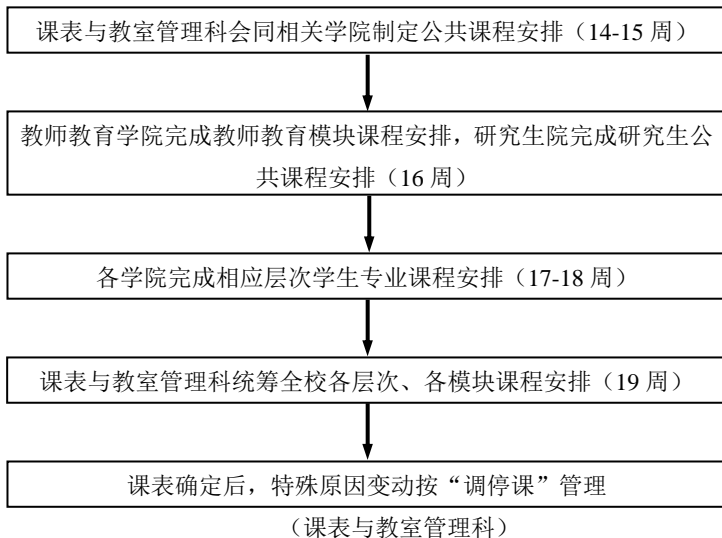 课表与教室管理科会同相关学院制定公共课程安排（14-15 周）
教师教育学院完成教师教育模块课程安排，研究生院完成研究生公
共课程安排（16 周）
各学院完成相应层次学生专业课程安排（17-18 周）
课表与教室管理科统筹全校各层次、各模块课程安排（19 周）
课表确定后，特殊原因变动按“调停课”管理
（课表与教室管理科）